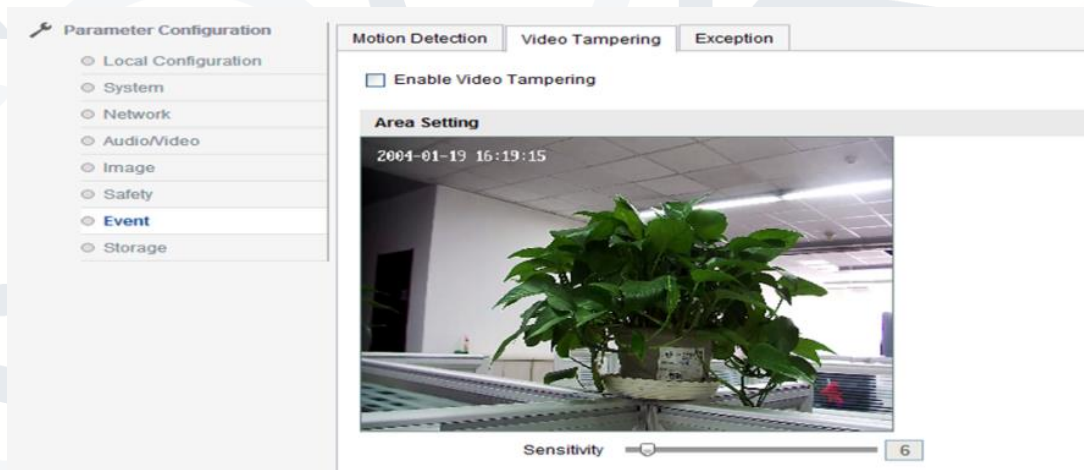 Parameter Configuration
Local Configuration
System
Network
Audio/Video
Image
Safety
Event
Storage
Motion Detection Video Tampering Exception
Enable Video Tampering
Area Setting
2004-01-19 16:19:15
Sensitivity 6